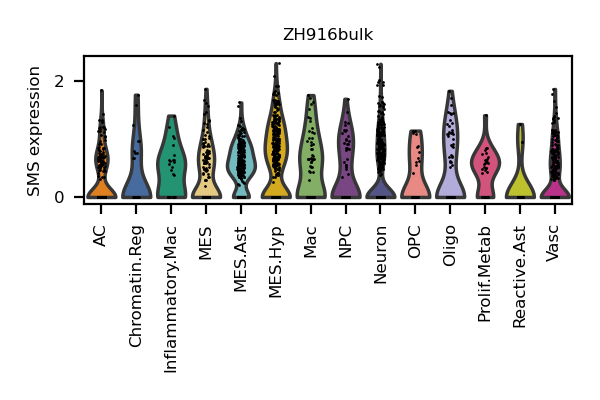 ZH916bulk
SMS expression
2
0
AC
Chromatin.Reg
Inflammatory.Mac
MES
MES.Ast
MES.Hyp
Mac
NPC
Neuron
OPC
Oligo
Prolif.Metab
Reactive.Ast
Vasc